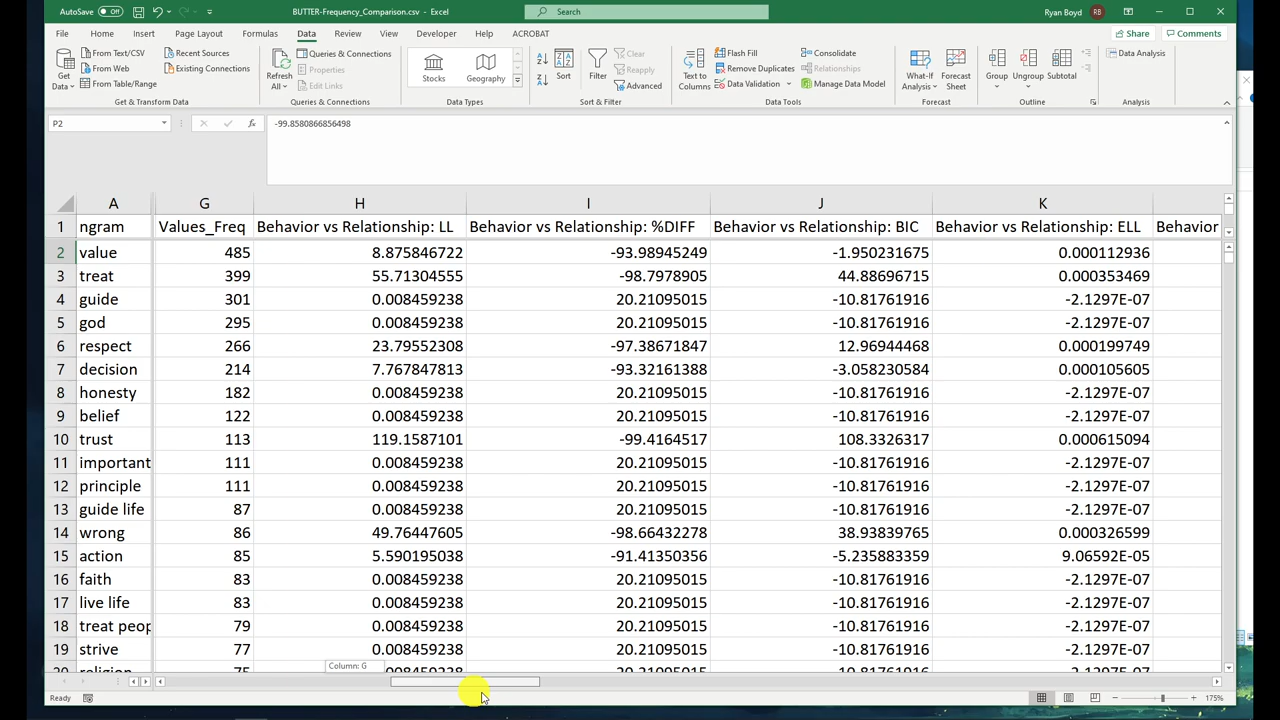 AutoSave Off BUTTER-Frequency_Comparison.csv - Excel Search Ryan Boyd RB
File Home Insert Page Layout Formulas Data Review View Developer Help ACROBAT Share Comments
Get Data From Text/CSV From Web From Table/Range Recent Sources Existing Connections
Get & Transform Data
Refresh All Queries & Connections Properties Edit Links
Queries & Connections
Stocks Geography
Data Types
Sort Filter Clear Reapply Advanced
Sort & Filter
Text to Columns Flash Fill Remove Duplicates Data Validation Consolidate Relationships Manage Data Model
Data Tools
What-If Analysis Forecast Sheet
Forecast
Group Ungroup Subtotal
Outline
Data Analysis
Analysis
P2 fx -99.8580866856498
A G H I J K
1 ngram Values_Freq Behavior vs Relationship: LL Behavior vs Relationship: %DIFF Behavior vs Relationship: BIC Behavior vs Relationship: ELL Behavior
2 value 485 8.875846722 -93.98945249 -1.950231675 0.000112936
3 treat 399 55.71304555 -98.7978905 44.88696715 0.000353469
4 guide 301 0.008459238 20.21095015 -10.81761916 -2.1297E-07
5 god 295 0.008459238 20.21095015 -10.81761916 -2.1297E-07
6 respect 266 23.79552308 -97.38671847 12.96944468 0.000199749
7 decision 214 7.767847813 -93.32161388 -3.058230584 0.000105605
8 honesty 182 0.008459238 20.21095015 -10.81761916 -2.1297E-07
9 belief 122 0.008459238 20.21095015 -10.81761916 -2.1297E-07
10 trust 113 119.1587101 -99.4164517 108.3326317 0.000615094
11 important 111 0.008459238 20.21095015 -10.81761916 -2.1297E-07
12 principle 111 0.008459238 20.21095015 -10.81761916 -2.1297E-07
13 guide life 87 0.008459238 20.21095015 -10.81761916 -2.1297E-07
14 wrong 86 49.76447605 -98.66432278 38.93839765 0.000326599
15 action 85 5.590195038 -91.41350356 -5.235883359 9.06592E-05
16 faith 83 0.008459238 20.21095015 -10.81761916 -2.1297E-07
17 live life 83 0.008459238 20.21095015 -10.81761916 -2.1297E-07
18 treat peop 79 0.008459238 20.21095015 -10.81761916 -2.1297E-07
19 strive 77 0.008459238 20.21095015 -10.81761916 -2.1297E-07
20 religion 75 0.008459238 20.21095015 -10.81761916 -2.1297E-07
Column: G
Ready 175%